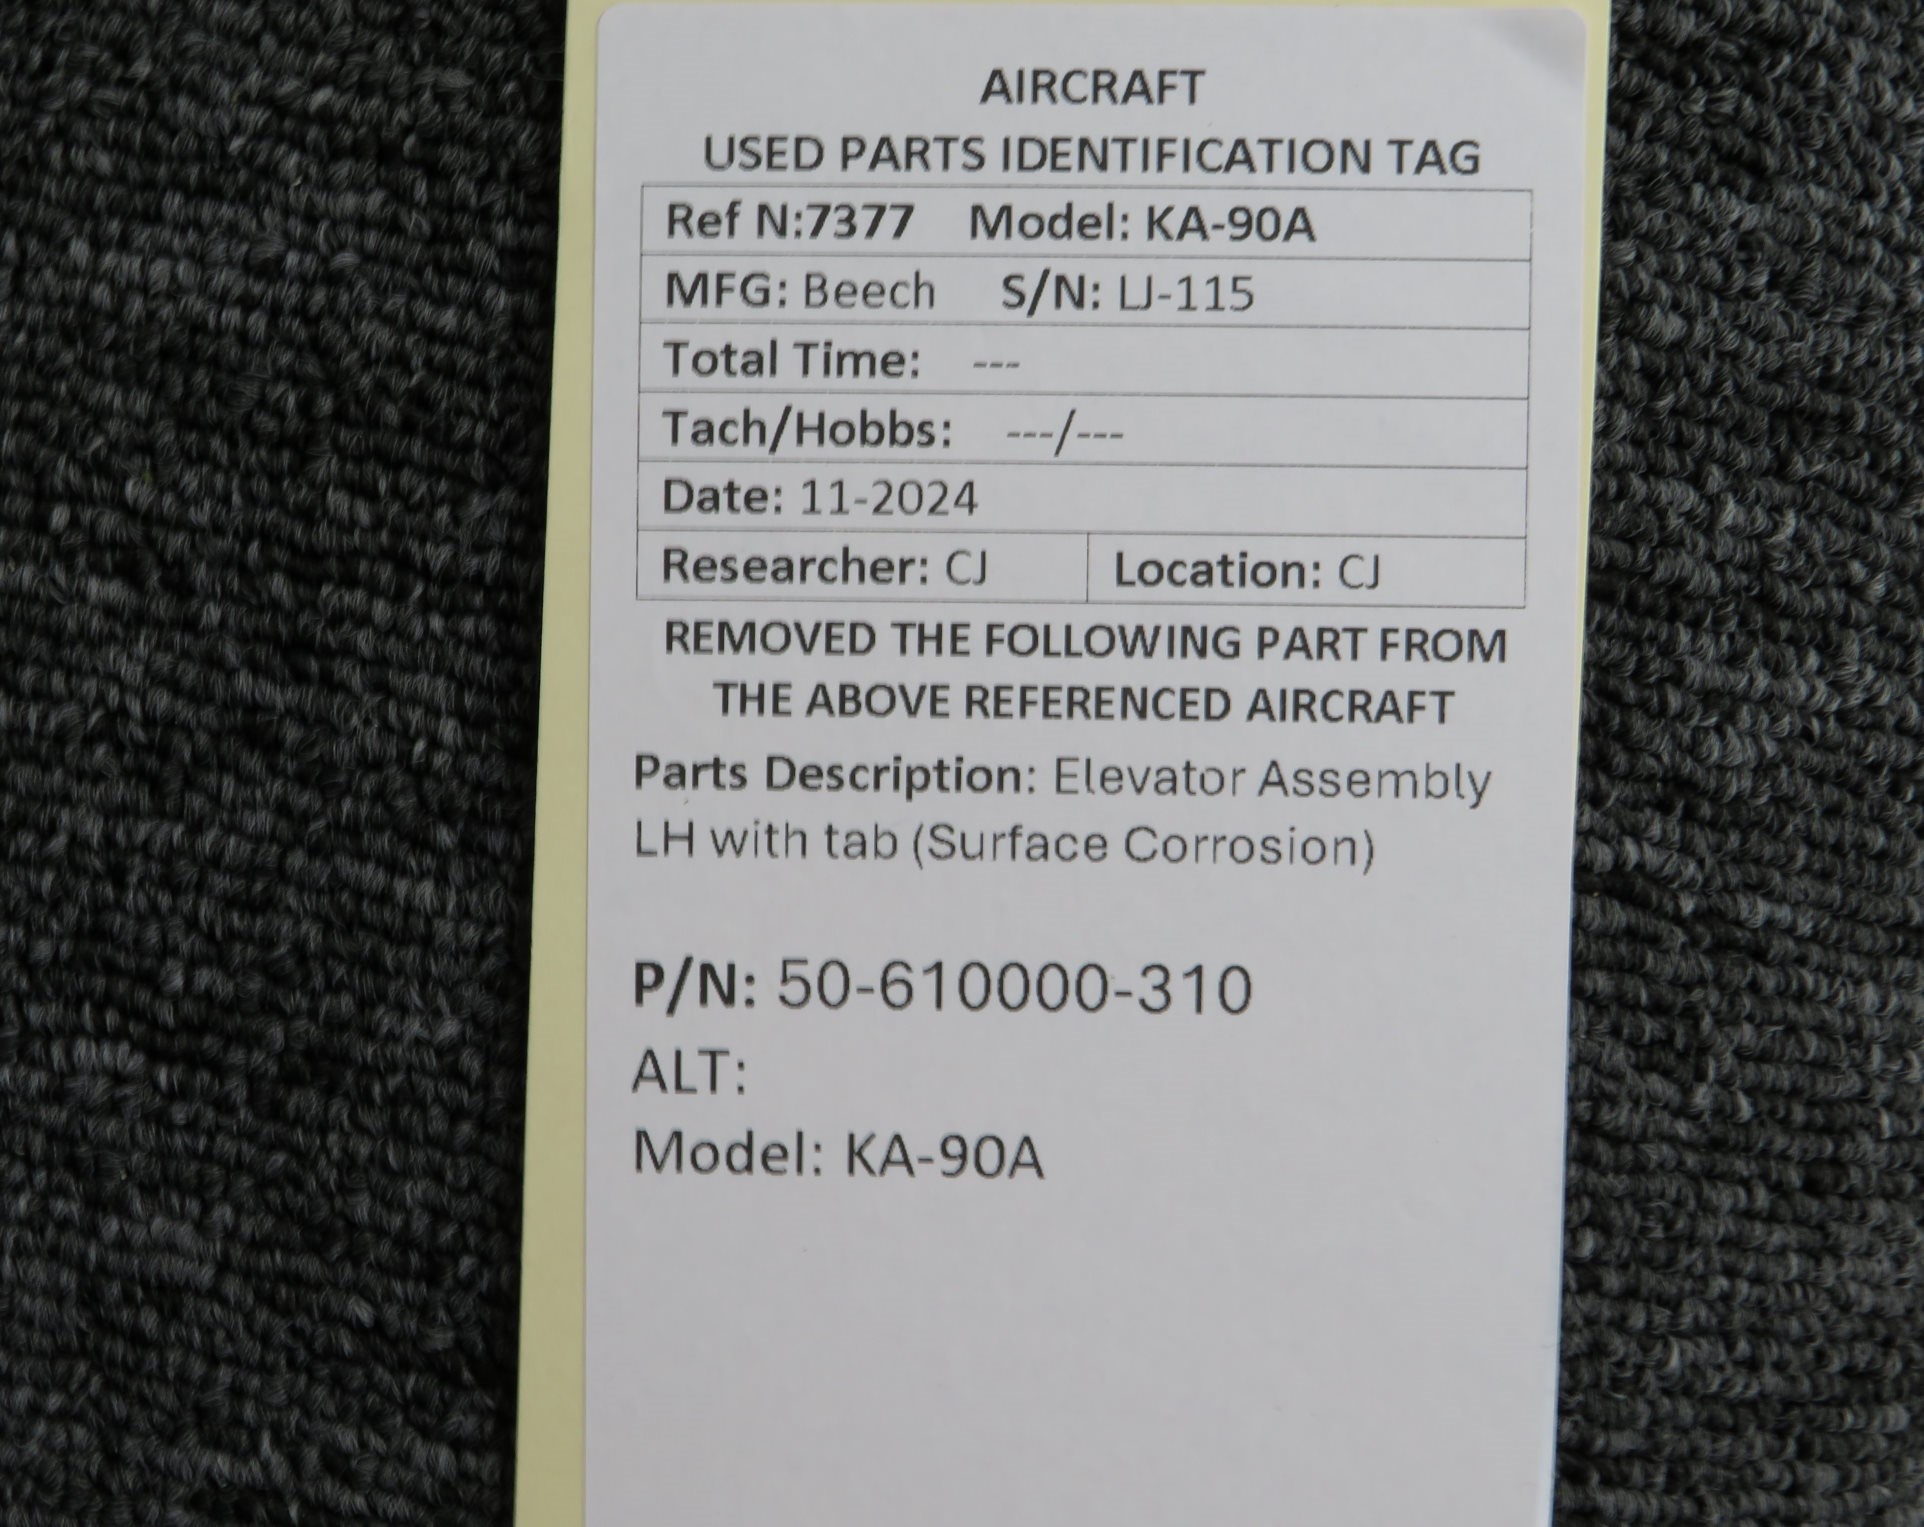 AIRCRAFT
USED PARTS IDENTIFICATION TAG
Ref N:7377 Model: KA-90A
MFG: Beech S/N: LJ-115
Total Time: ---
Tach/Hobbs: ---/---
Date: 11-2024
Researcher: CJ Location: CJ
REMOVED THE FOLLOWING PART FROM
THE ABOVE REFERENCED AIRCRAFT
Parts Description: Elevator Assembly
LH with tab (Surface Corrosion)
P/N: 50-610000-310
ALT:
Model: KA-90A